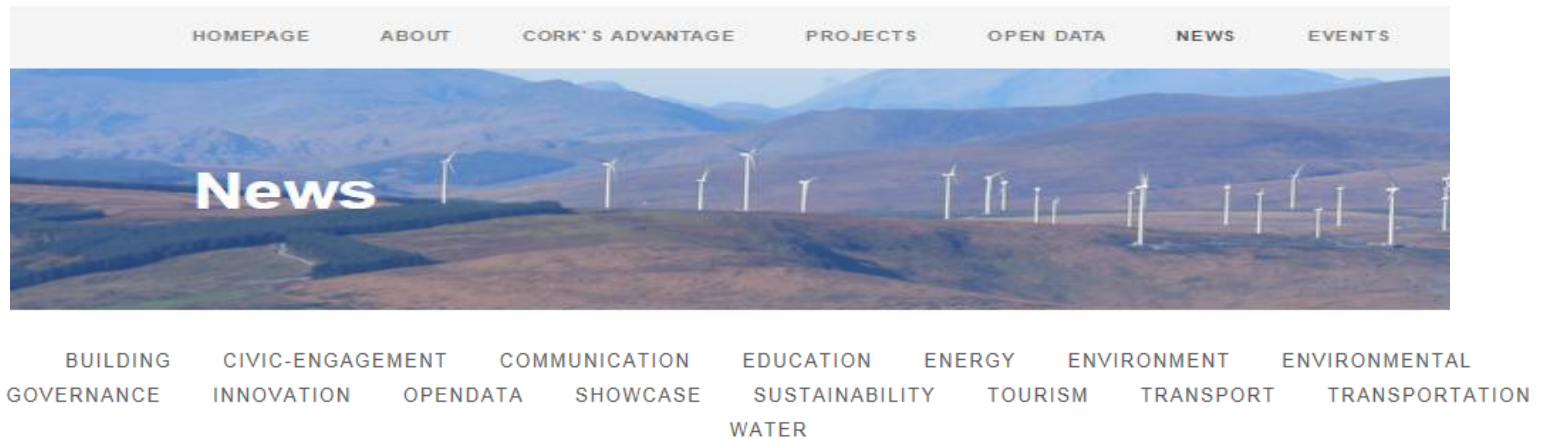 HOMEPAGE ABOUT CORK' S ADVANTAGE PROJECTS OPEN DATA NEWS EVENTS
News
BUILDING CIVIC-ENGAGEMENT COMMUNICATION EDUCATION ENERGY ENVIRONMENT ENVIRONMENTAL
GOVERNANCE INNOVATION OPENDATA SHOWCASE SUSTAINABILITY TOURISM TRANSPORT TRANSPORTATION
WATER